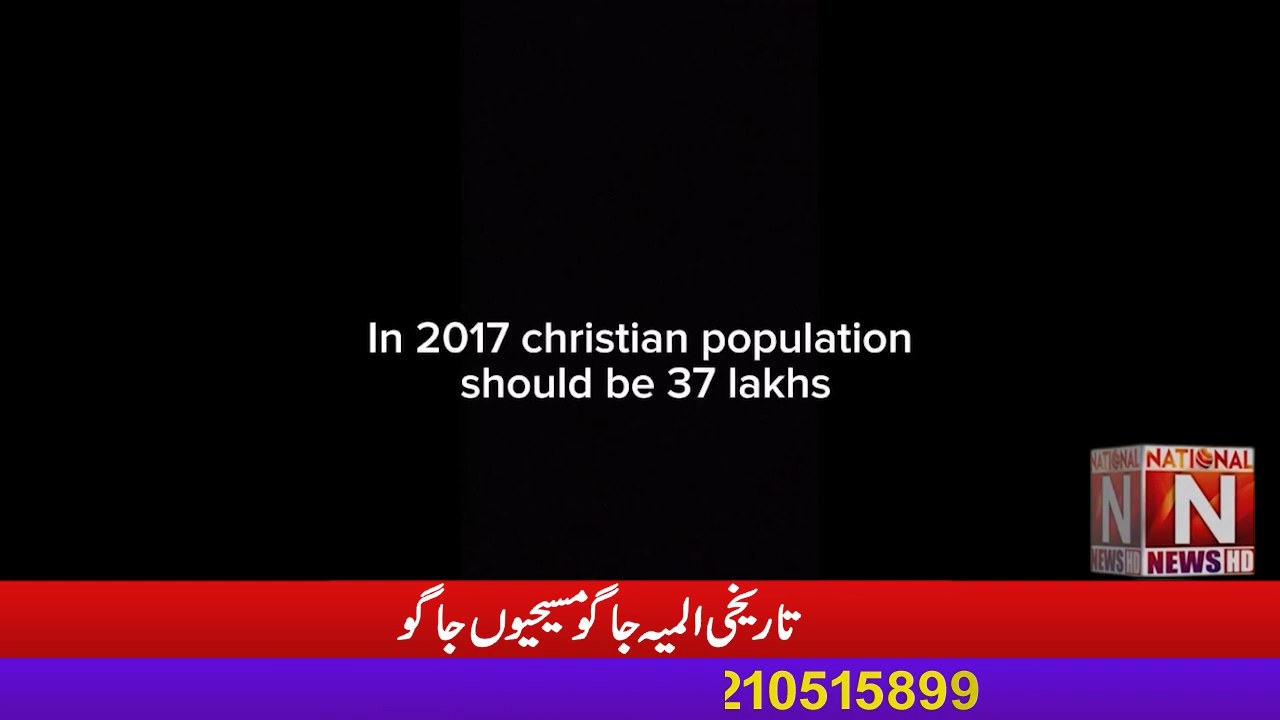 In 2017 christian population
should be 37 lakhs
NATIONAL NATIONAL
N N
NEWS HD NEWS HD
تاریخی المیہ جاگو مسیحیوں جاگو
210515899